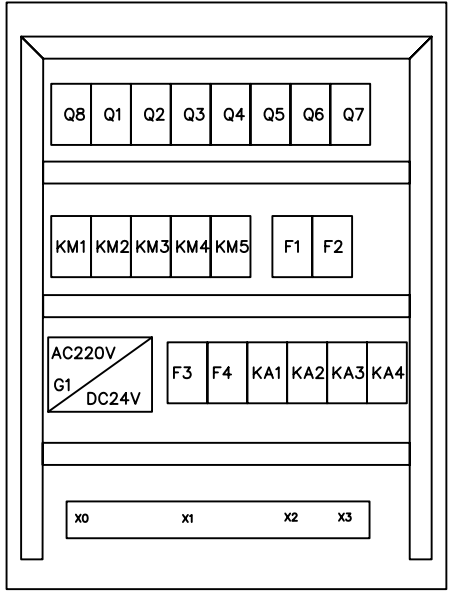 Q8 Q1 Q2 Q3 Q4 Q5 Q6 Q7
KM1 KM2 KM3 KM4 KM5 F1 F2
AC220V
G1
DC24V
F3 F4 KA1 KA2 KA3 KA4
X0 X1 X2 X3